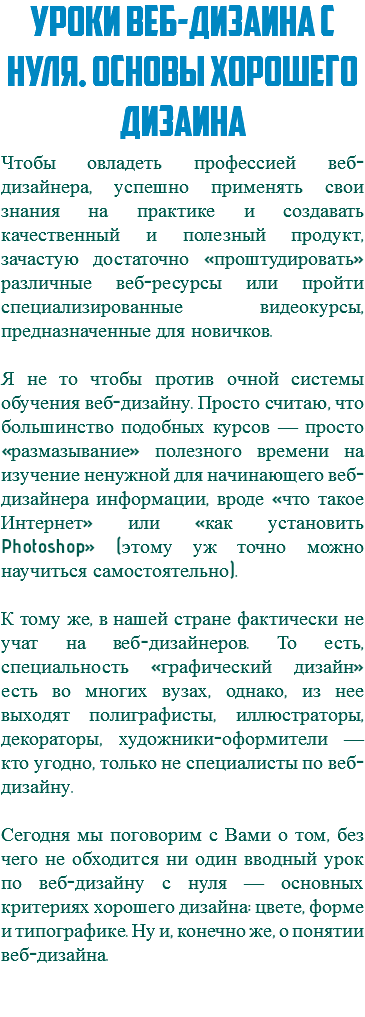 УРОКИ ВЕБ-ДИЗАИНА С
НУЛЯ. ОСНОВЫ ХОРОШЕГО
ДИЗАИНА
Чтобы овладеть профессией веб-
дизайнера, успешно применять свои
знания на практике и создавать
качественный и полезный продукт,
зачастую достаточно «проштудировать»
различные веб-ресурсы или пройти
специализированные видеокурсы,
предназначенные для новичков.
Я не то чтобы против очной системы
обучения веб-дизайну. Просто считаю, что
большинство подобных курсов — просто
«размазывание» полезного времени на
изучение ненужной для начинающего веб-
дизайнера информации, вроде «что такое
Интернет» или «как установить
Photoshop» (этому уж точно можно
научиться самостоятельно).
К тому же, в нашей стране фактически не
учат на веб-дизайнеров. То есть,
специальность «графический дизайн»
есть во многих вузах, однако, из нее
выходят полиграфисты, иллюстраторы,
декораторы, художники-оформители —
кто угодно, только не специалисты по веб-
дизайну.
Сегодня мы поговорим с Вами о том, без
чего не обходится ни один вводный урок
по веб-дизайну с нуля — основных
критериях хорошего дизайна: цвете, форме
и типографике. Ну и, конечно же, о понятии
веб-дизайна.